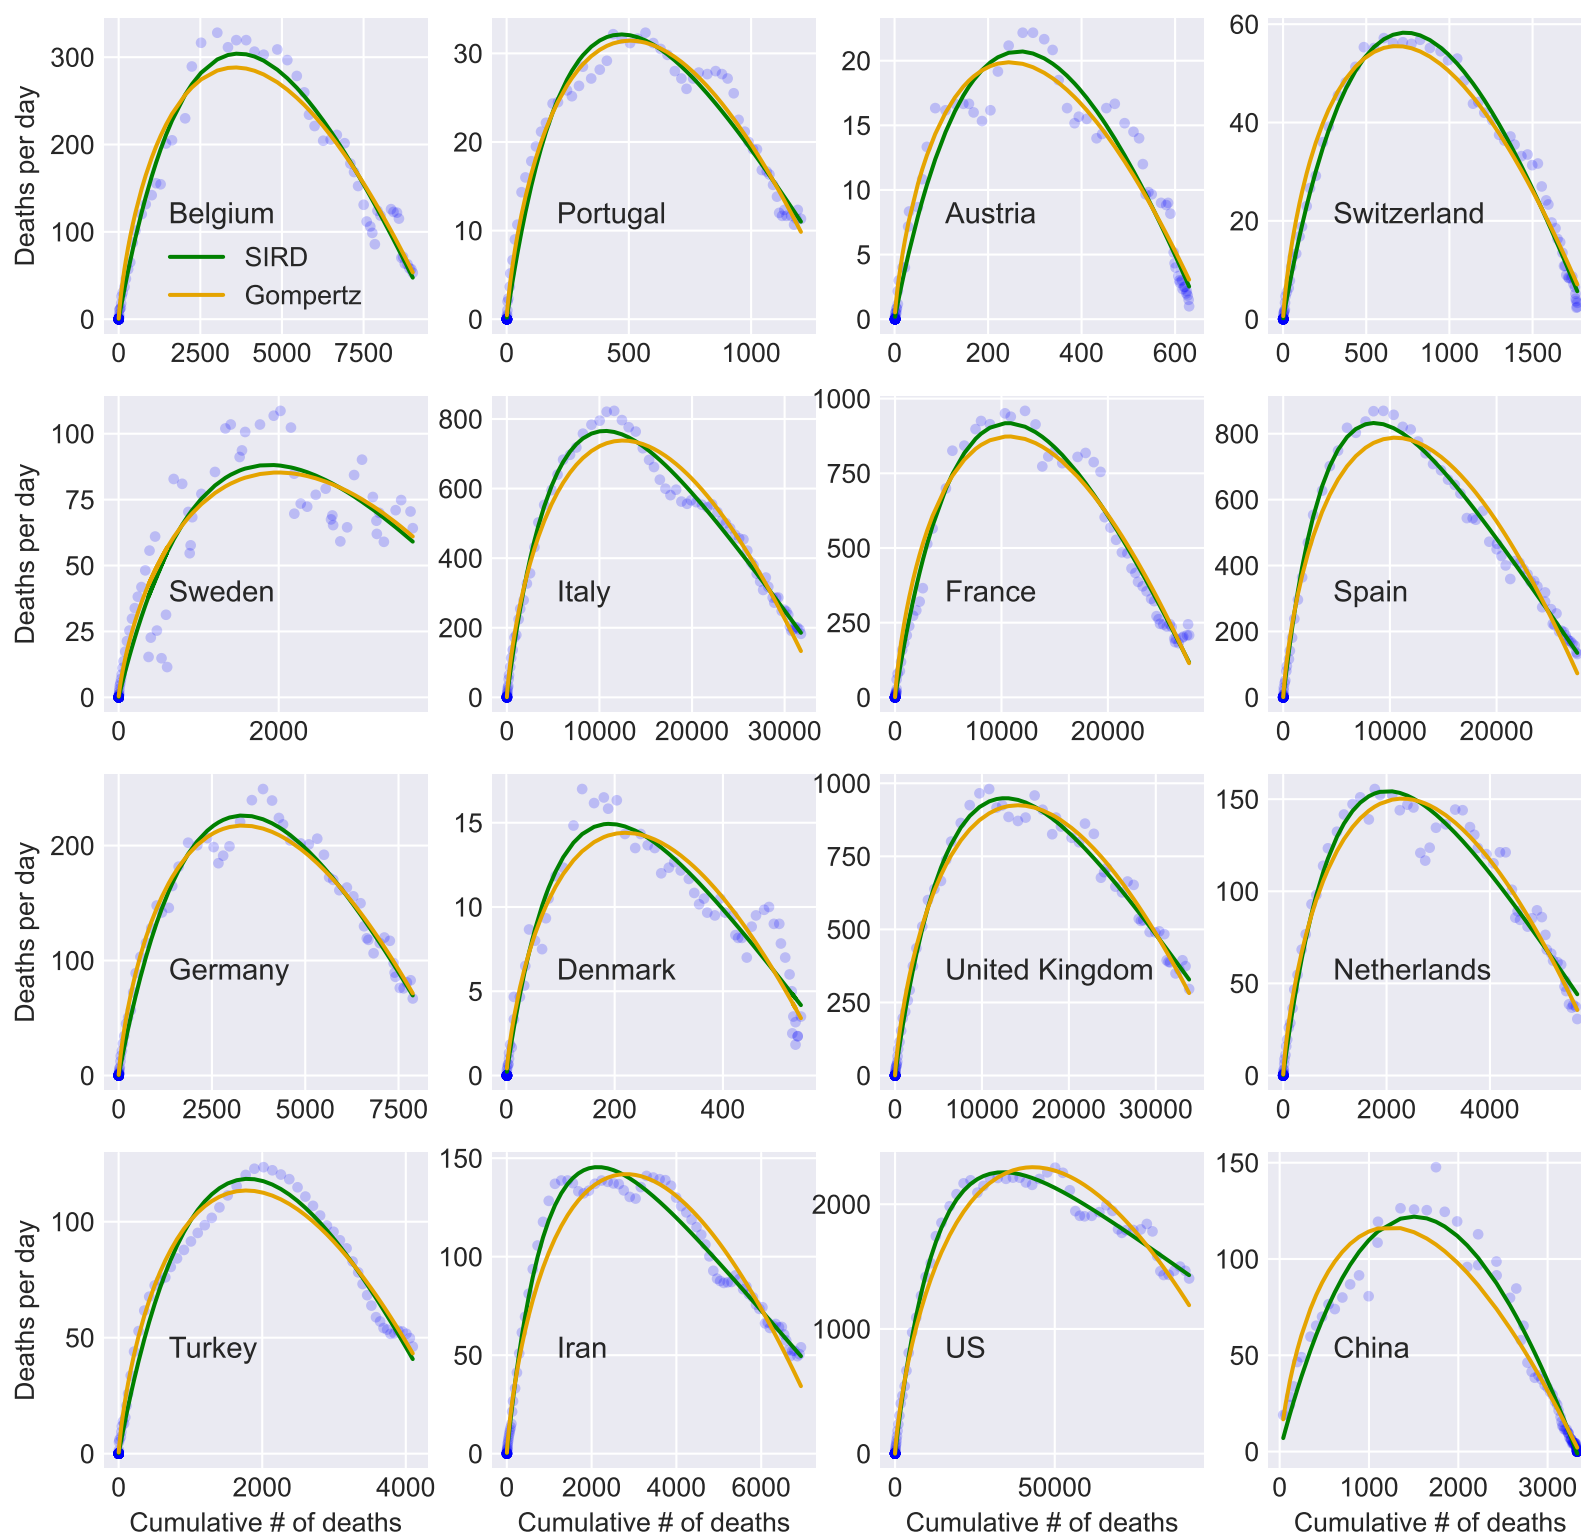 Deaths per day
300
200
100
0
Belgium
SIRD
Gompertz
0 2500 5000 7500
30
20
10
0
Portugal
0 500 1000
20
15
10
5
0
Austria
0 200 400 600
60
40
20
0
Switzerland
0 500 1000 1500
Deaths per day
100
75
50
25
0
Sweden
0 2000
800
600
400
200
0
Italy
0 10000 20000 30000
1000
750
500
250
0
France
0 10000 20000
800
600
400
200
0
Spain
0 10000 20000
Deaths per day
200
100
0
Germany
0 2500 5000 7500
15
10
5
0
Denmark
0 200 400
1000
750
500
250
0
United Kingdom
0 10000 20000 30000
150
100
50
0
Netherlands
0 2000 4000
Deaths per day
100
50
0
Turkey
0 2000 4000
Cumulative # of deaths
150
100
50
0
Iran
0 2000 4000 6000
Cumulative # of deaths
2000
1000
0
US
0 50000
Cumulative # of deaths
150
100
50
0
China
0 1000 2000 3000
Cumulative # of deaths